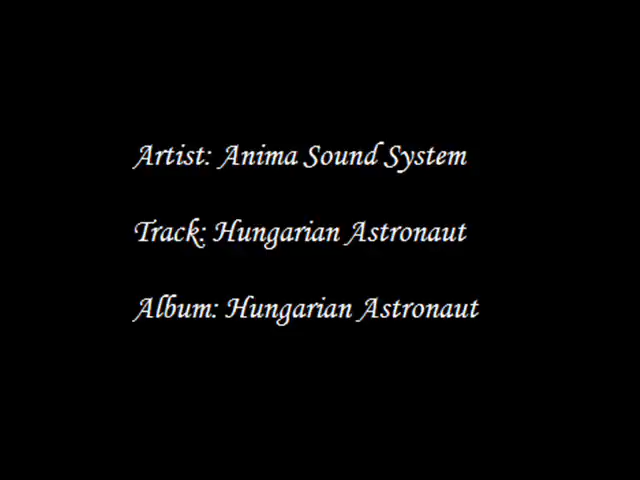 Artist: Anima Sound System
Track: Hungarian Astronaut
Album: Hungarian Astronaut